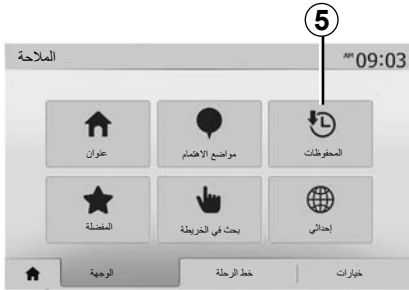 5
الملاحة
AM 09:03
عنوان
مواضع الاهتمام
المحفوظات
المفضلة
بحث في الخريطة
إحداثي
الوجهة
خط الرحلة
خيارات